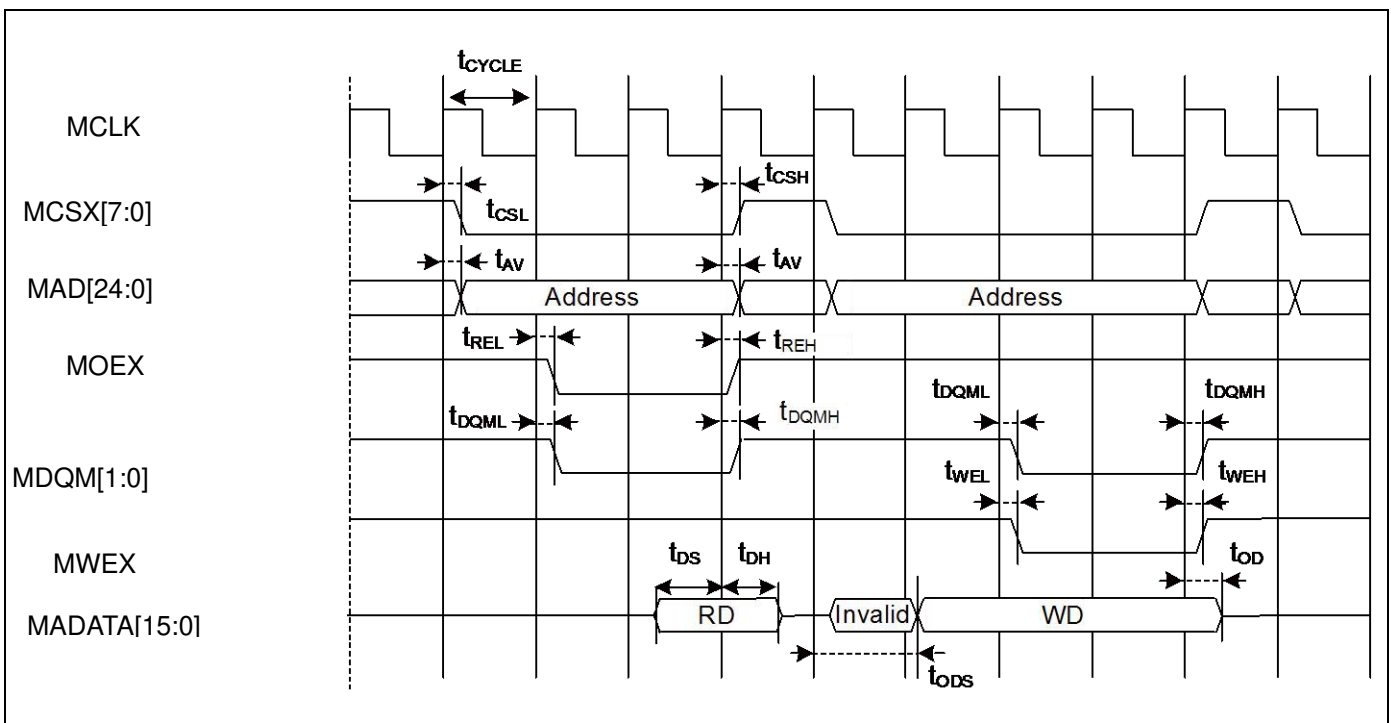 tCYCLE
MCLK
tCSH
MCSX[7:0]
tCSL
tAV
tAV
MAD[24:0]
Address
Address
tREL
tREH
MOEX
tDQML
tDQMH
tDQML
tDQMH
MDQM[1:0]
tWEL
tWEH
MWEX
tDS
tDH
tOD
MADATA[15:0]
RD
Invalid
WD
tODS